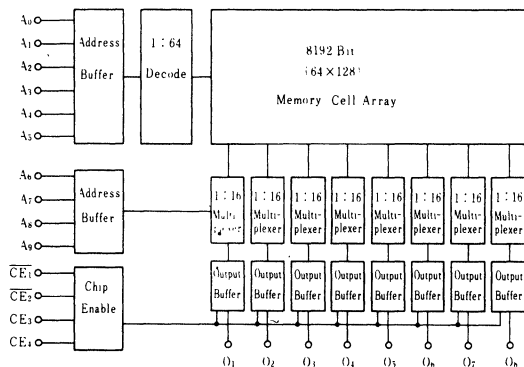 A₀
A₁
A₂
A₃
A₄
A₅
Address
Buffer
1 : 64
Decode
8192 Bit
(64×128)
Memory Cell Array
A₆
A₇
A₈
A₉
Address
Buffer
1 : 16
Multi-
plexer
1 : 16
Multi-
plexer
1 : 16
Multi-
plexer
1 : 16
Multi-
plexer
1 : 16
Multi-
plexer
1 : 16
Multi-
plexer
1 : 16
Multi-
plexer
1 : 16
Multi-
plexer
C̅E̅₁
C̅E̅₂
CE₃
CE₄
Chip
Enable
Output
Buffer
Output
Buffer
Output
Buffer
Output
Buffer
Output
Buffer
Output
Buffer
Output
Buffer
Output
Buffer
O₁
O₂
O₃
O₄
O₅
O₆
O₇
O₈